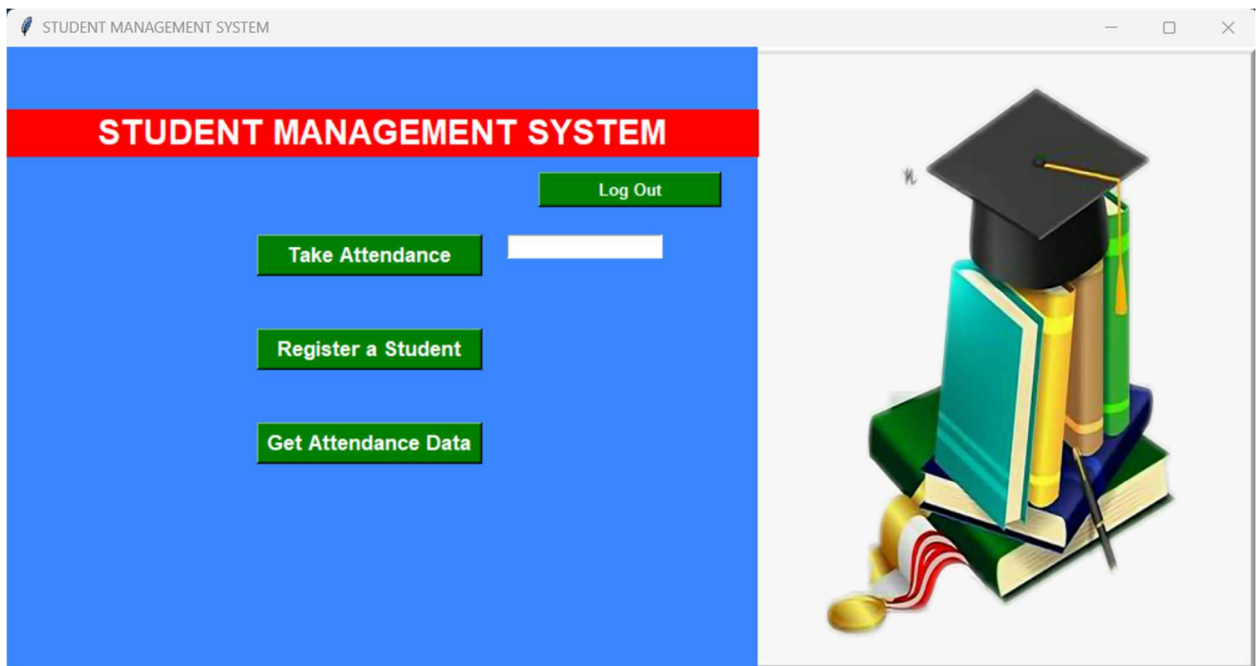 STUDENT MANAGEMENT SYSTEM
STUDENT MANAGEMENT SYSTEM
Log Out
Take Attendance
Register a Student
Get Attendance Data